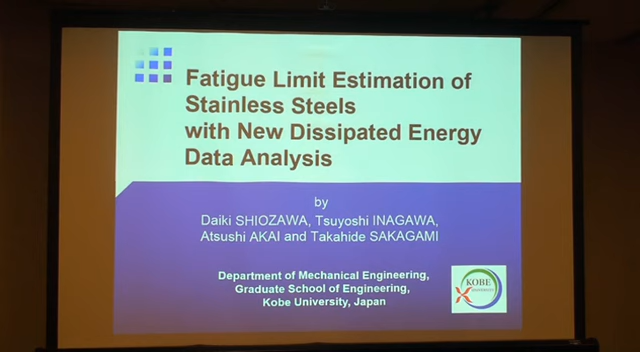 Fatigue Limit Estimation of
Stainless Steels
with New Dissipated Energy
Data Analysis
by
Daiki SHIOZAWA, Tsuyoshi INAGAWA,
Atsushi AKAI and Takahide SAKAGAMI
Department of Mechanical Engineering,
Graduate School of Engineering,
Kobe University, Japan
KOBE